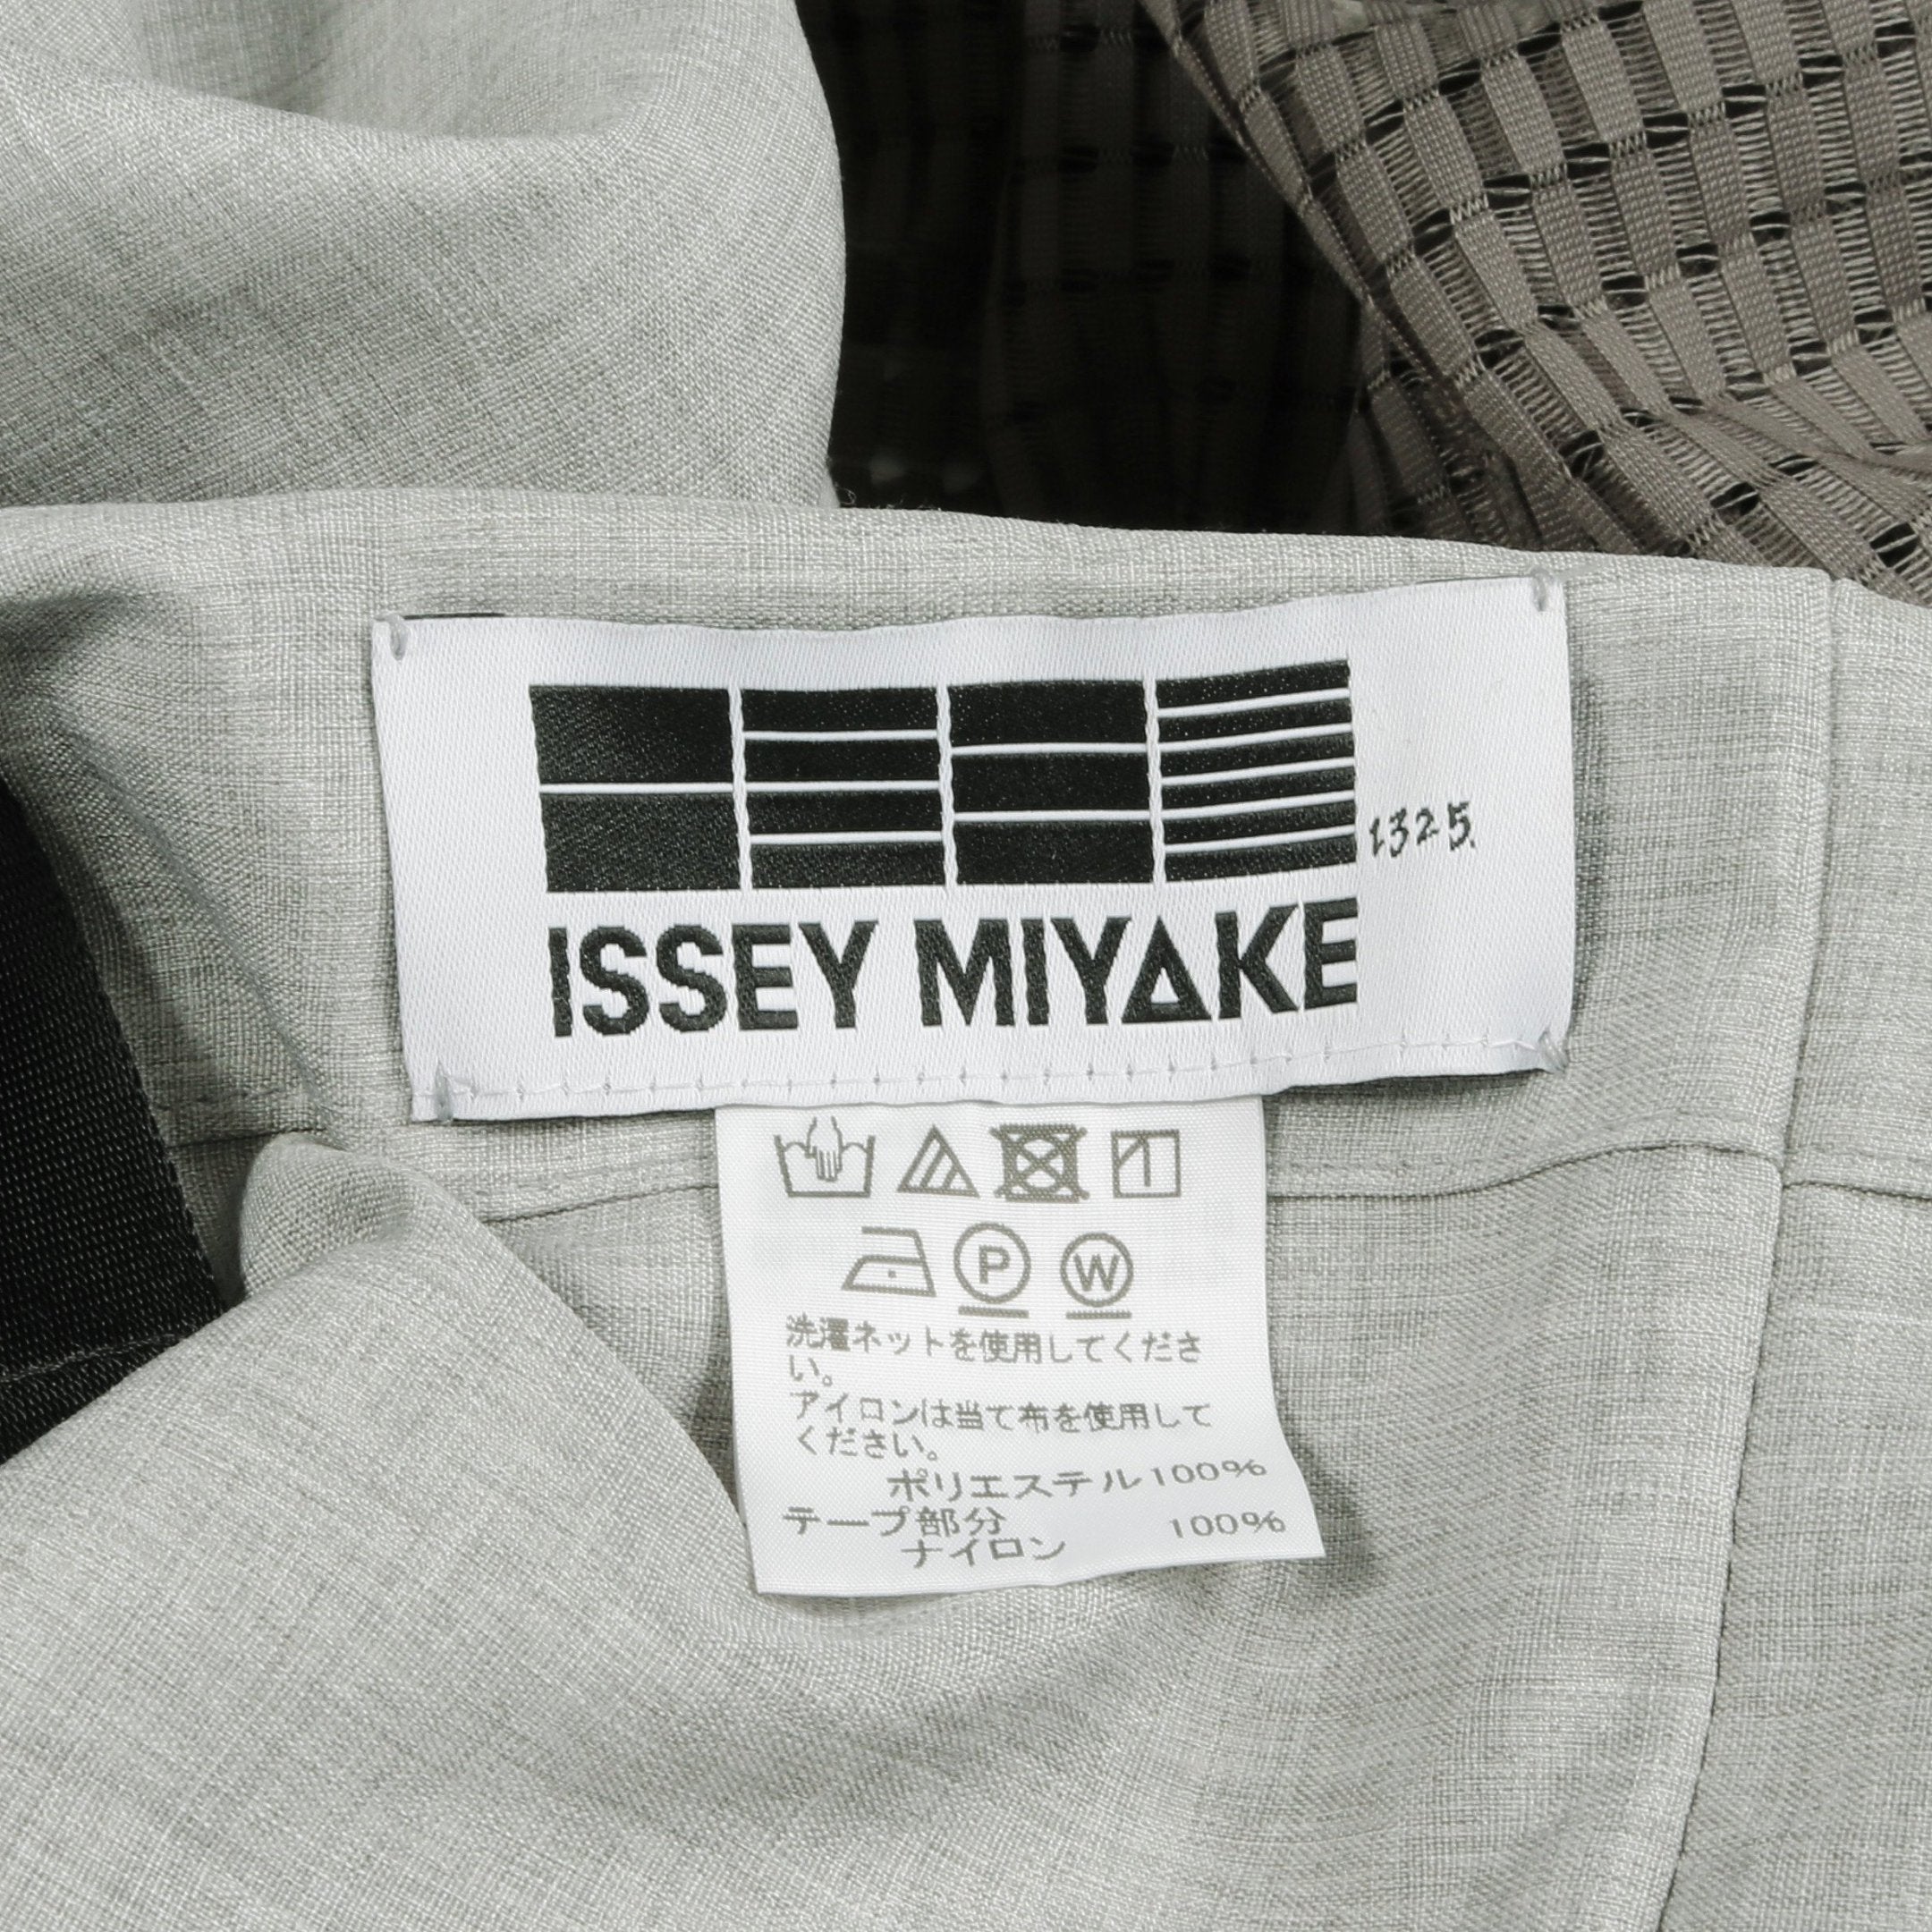 1325.
ISSEY MIYAKE
P W
洗濯ネットを使用してくださ
い。
アイロンは当て布を使用して
ください。
ポリエステル100%
テープ部分
ナイロン 100%